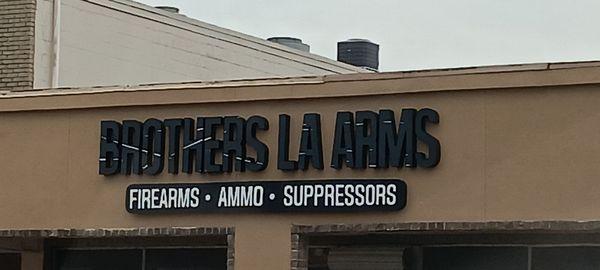 BROTHERS LA ARMS
FIREARMS • AMMO • SUPPRESSORS